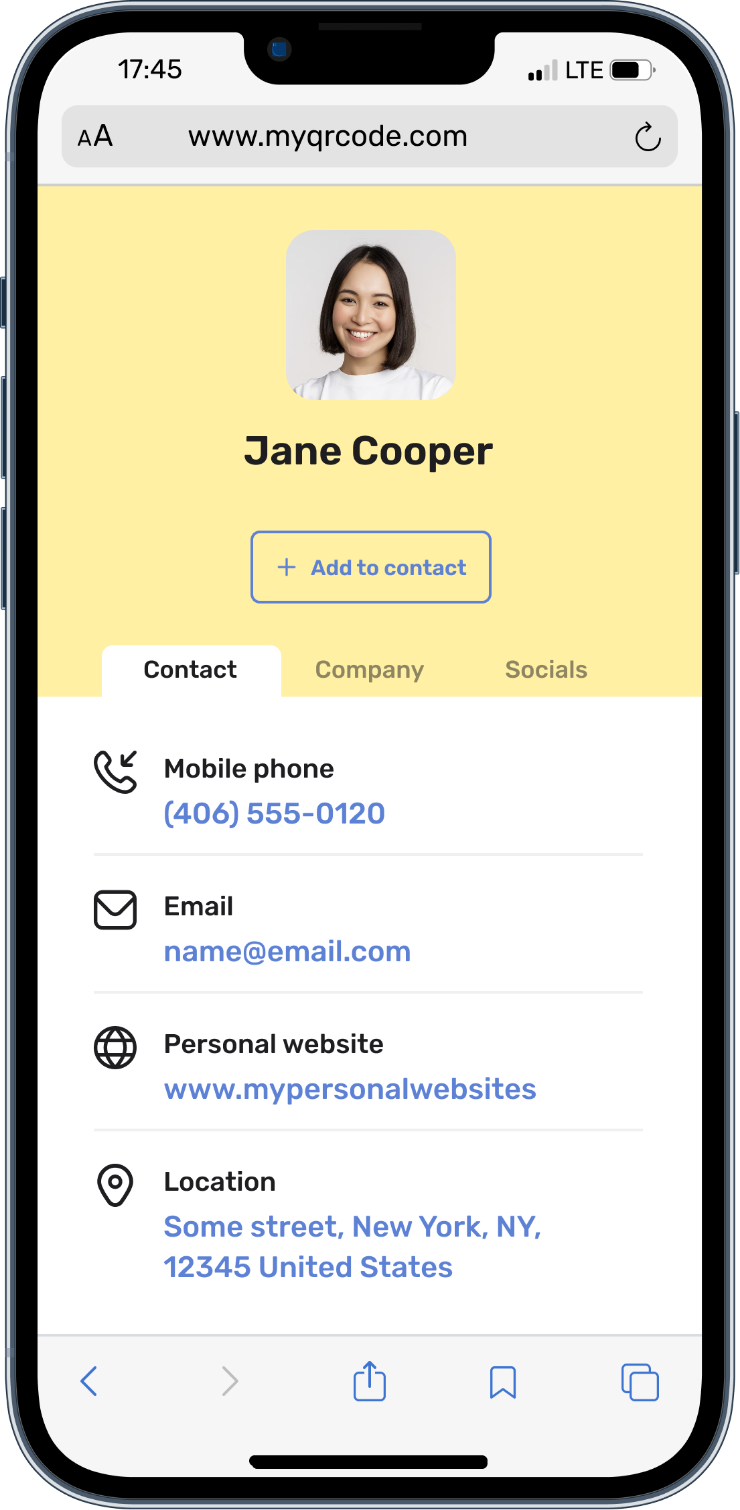 17:45
LTE
AA
www.myqrcode.com
Jane Cooper
+ Add to contact
Contact
Company
Socials
Mobile phone
(406) 555-0120
Email
name@email.com
Personal website
www.mypersonalwebsites
Location
Some street, New York, NY,
12345 United States